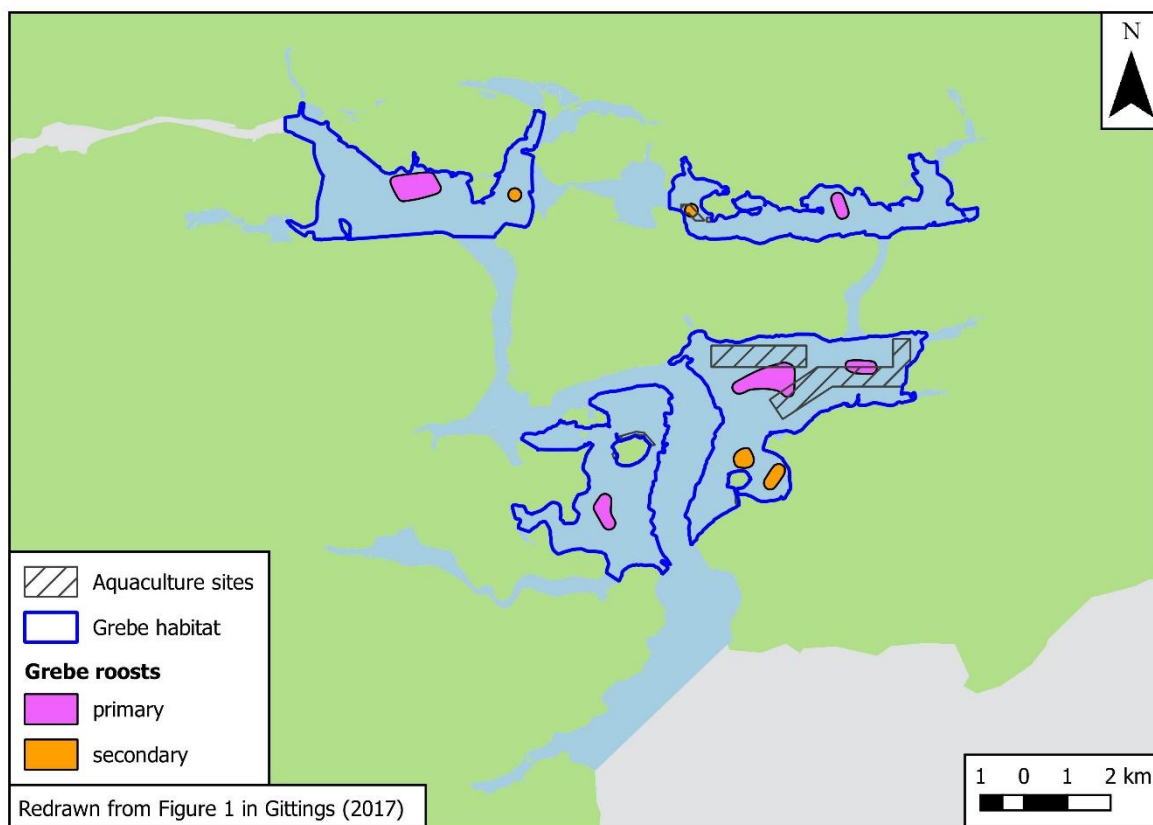 N
Aquaculture sites
Grebe habitat
Grebe roosts
primary
secondary
Redrawn from Figure 1 in Gittings (2017)
1 0 1 2 km